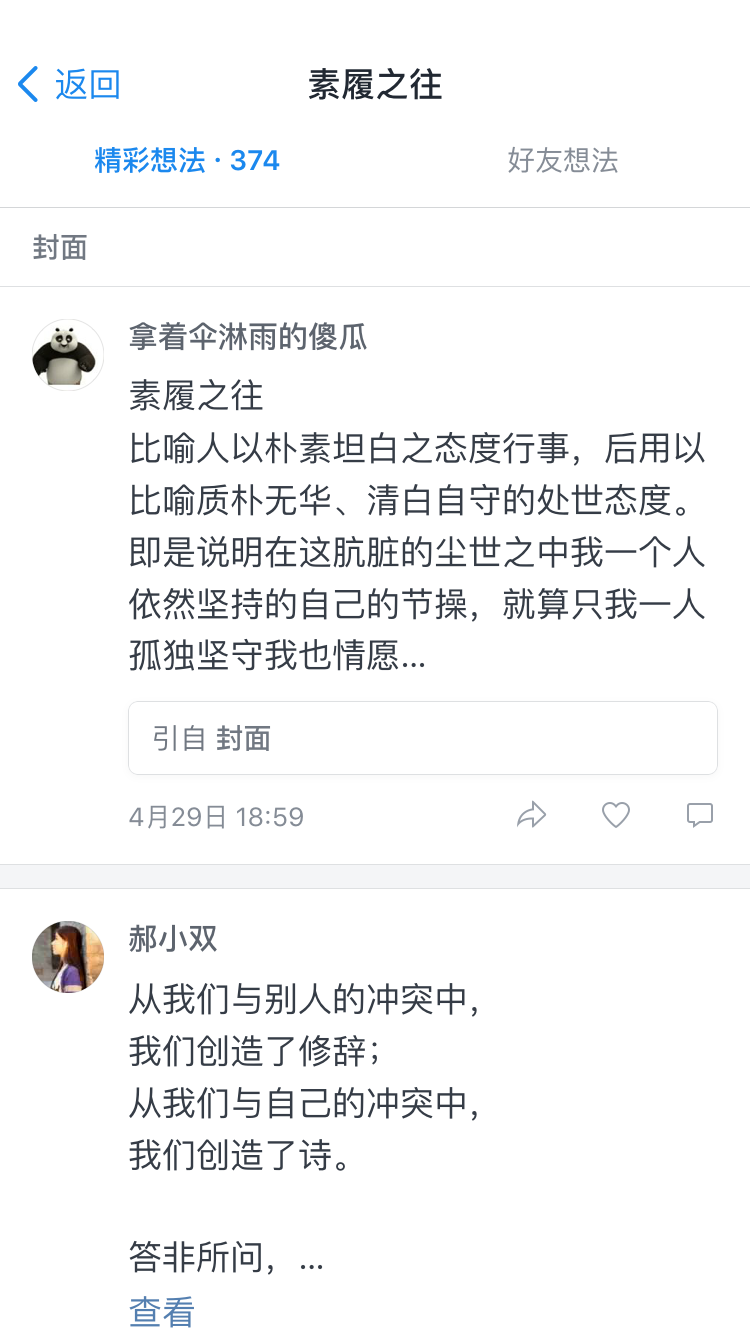 返回
素履之往
精彩想法 · 374
好友想法
封面
拿着伞淋雨的傻瓜
素履之往
比喻人以朴素坦白之态度行事，后用以
比喻质朴无华、清白自守的处世态度。
即是说明在这肮脏的尘世之中我一个人
依然坚持的自己的节操，就算只我一人
孤独坚守我也情愿...
引自 封面
4月29日 18:59
郝小双
从我们与别人的冲突中，
我们创造了修辞；
从我们与自己的冲突中，
我们创造了诗。
答非所问，...
查看